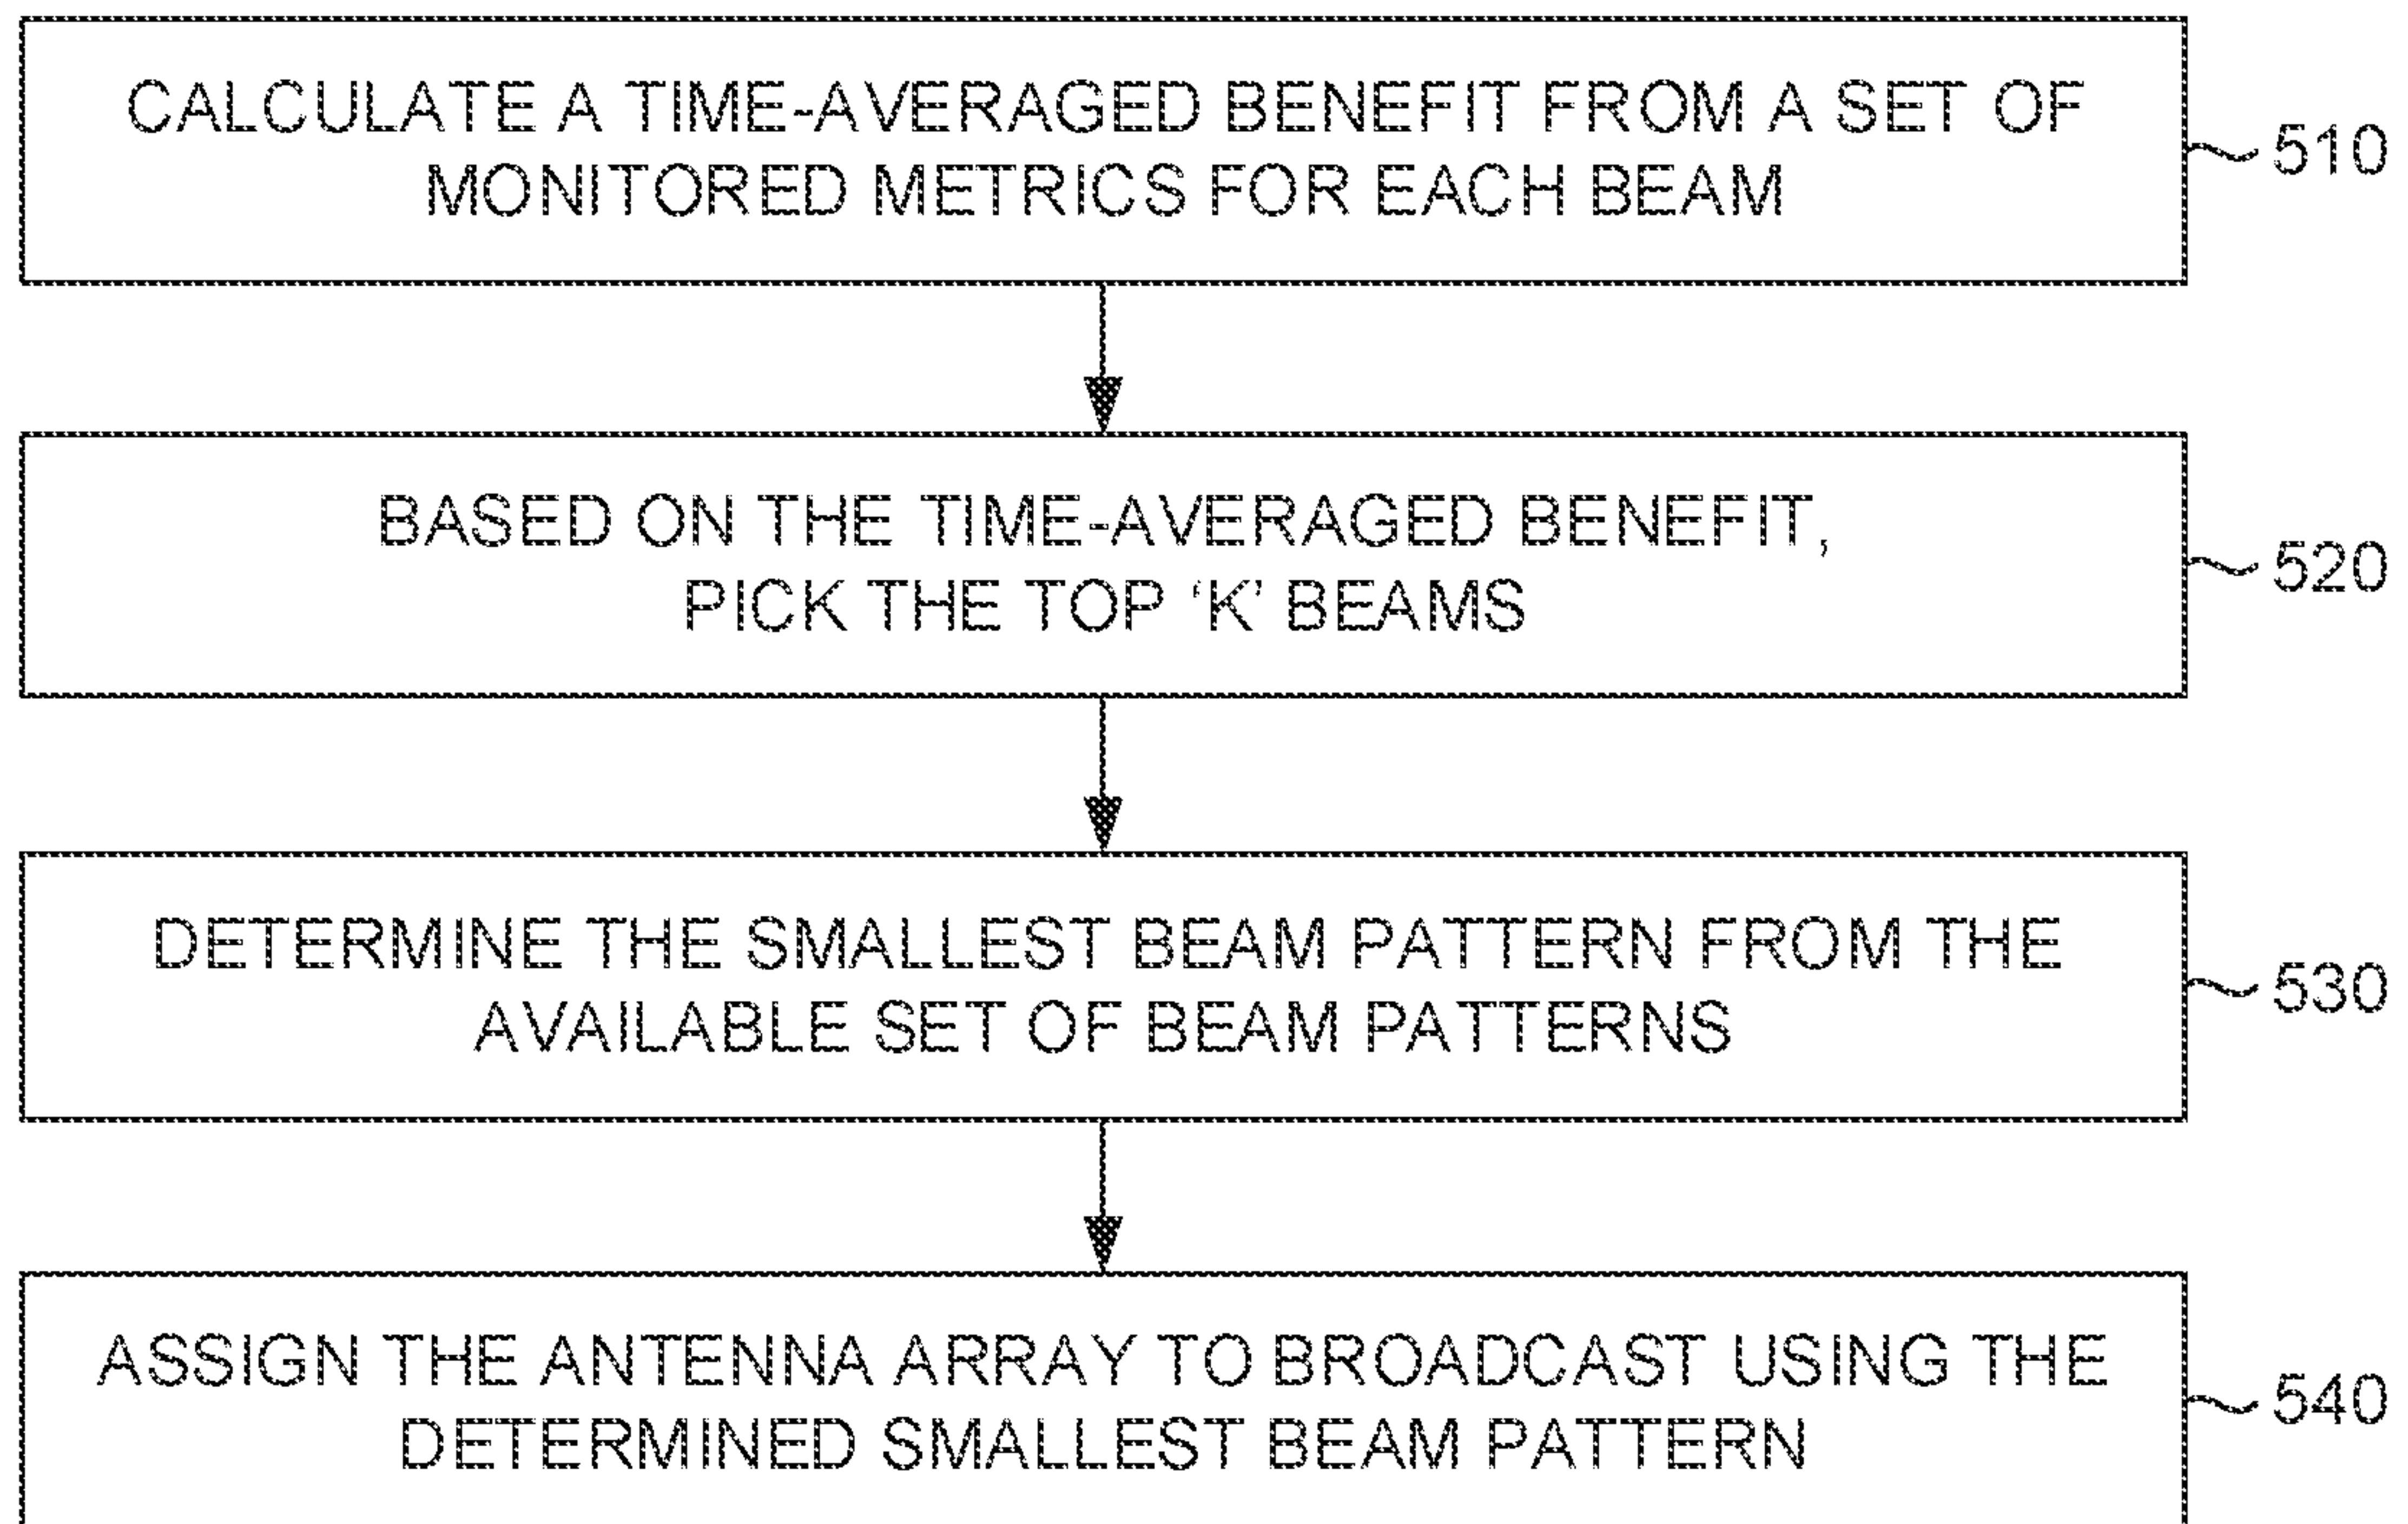 CALCULATE A TIME-AVERAGED BENEFIT FROM A SET OF
MONITORED METRICS FOR EACH BEAM
510
BASED ON THE TIME-AVERAGED BENEFIT,
PICK THE TOP ‘K’ BEAMS
520
DETERMINE THE SMALLEST BEAM PATTERN FROM THE
AVAILABLE SET OF BEAM PATTERNS
530
ASSIGN THE ANTENNA ARRAY TO BROADCAST USING THE
DETERMINED SMALLEST BEAM PATTERN
540